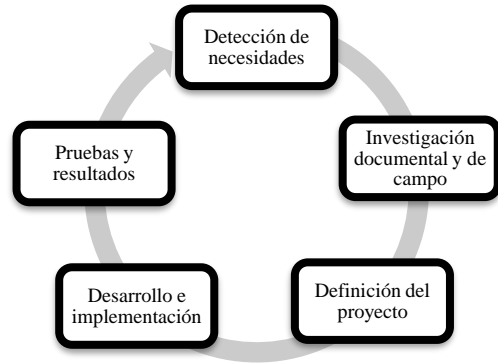 Detección de
necesidades
Investigación
documental y de
campo
Definición del
proyecto
Desarrollo e
implementación
Pruebas y
resultados